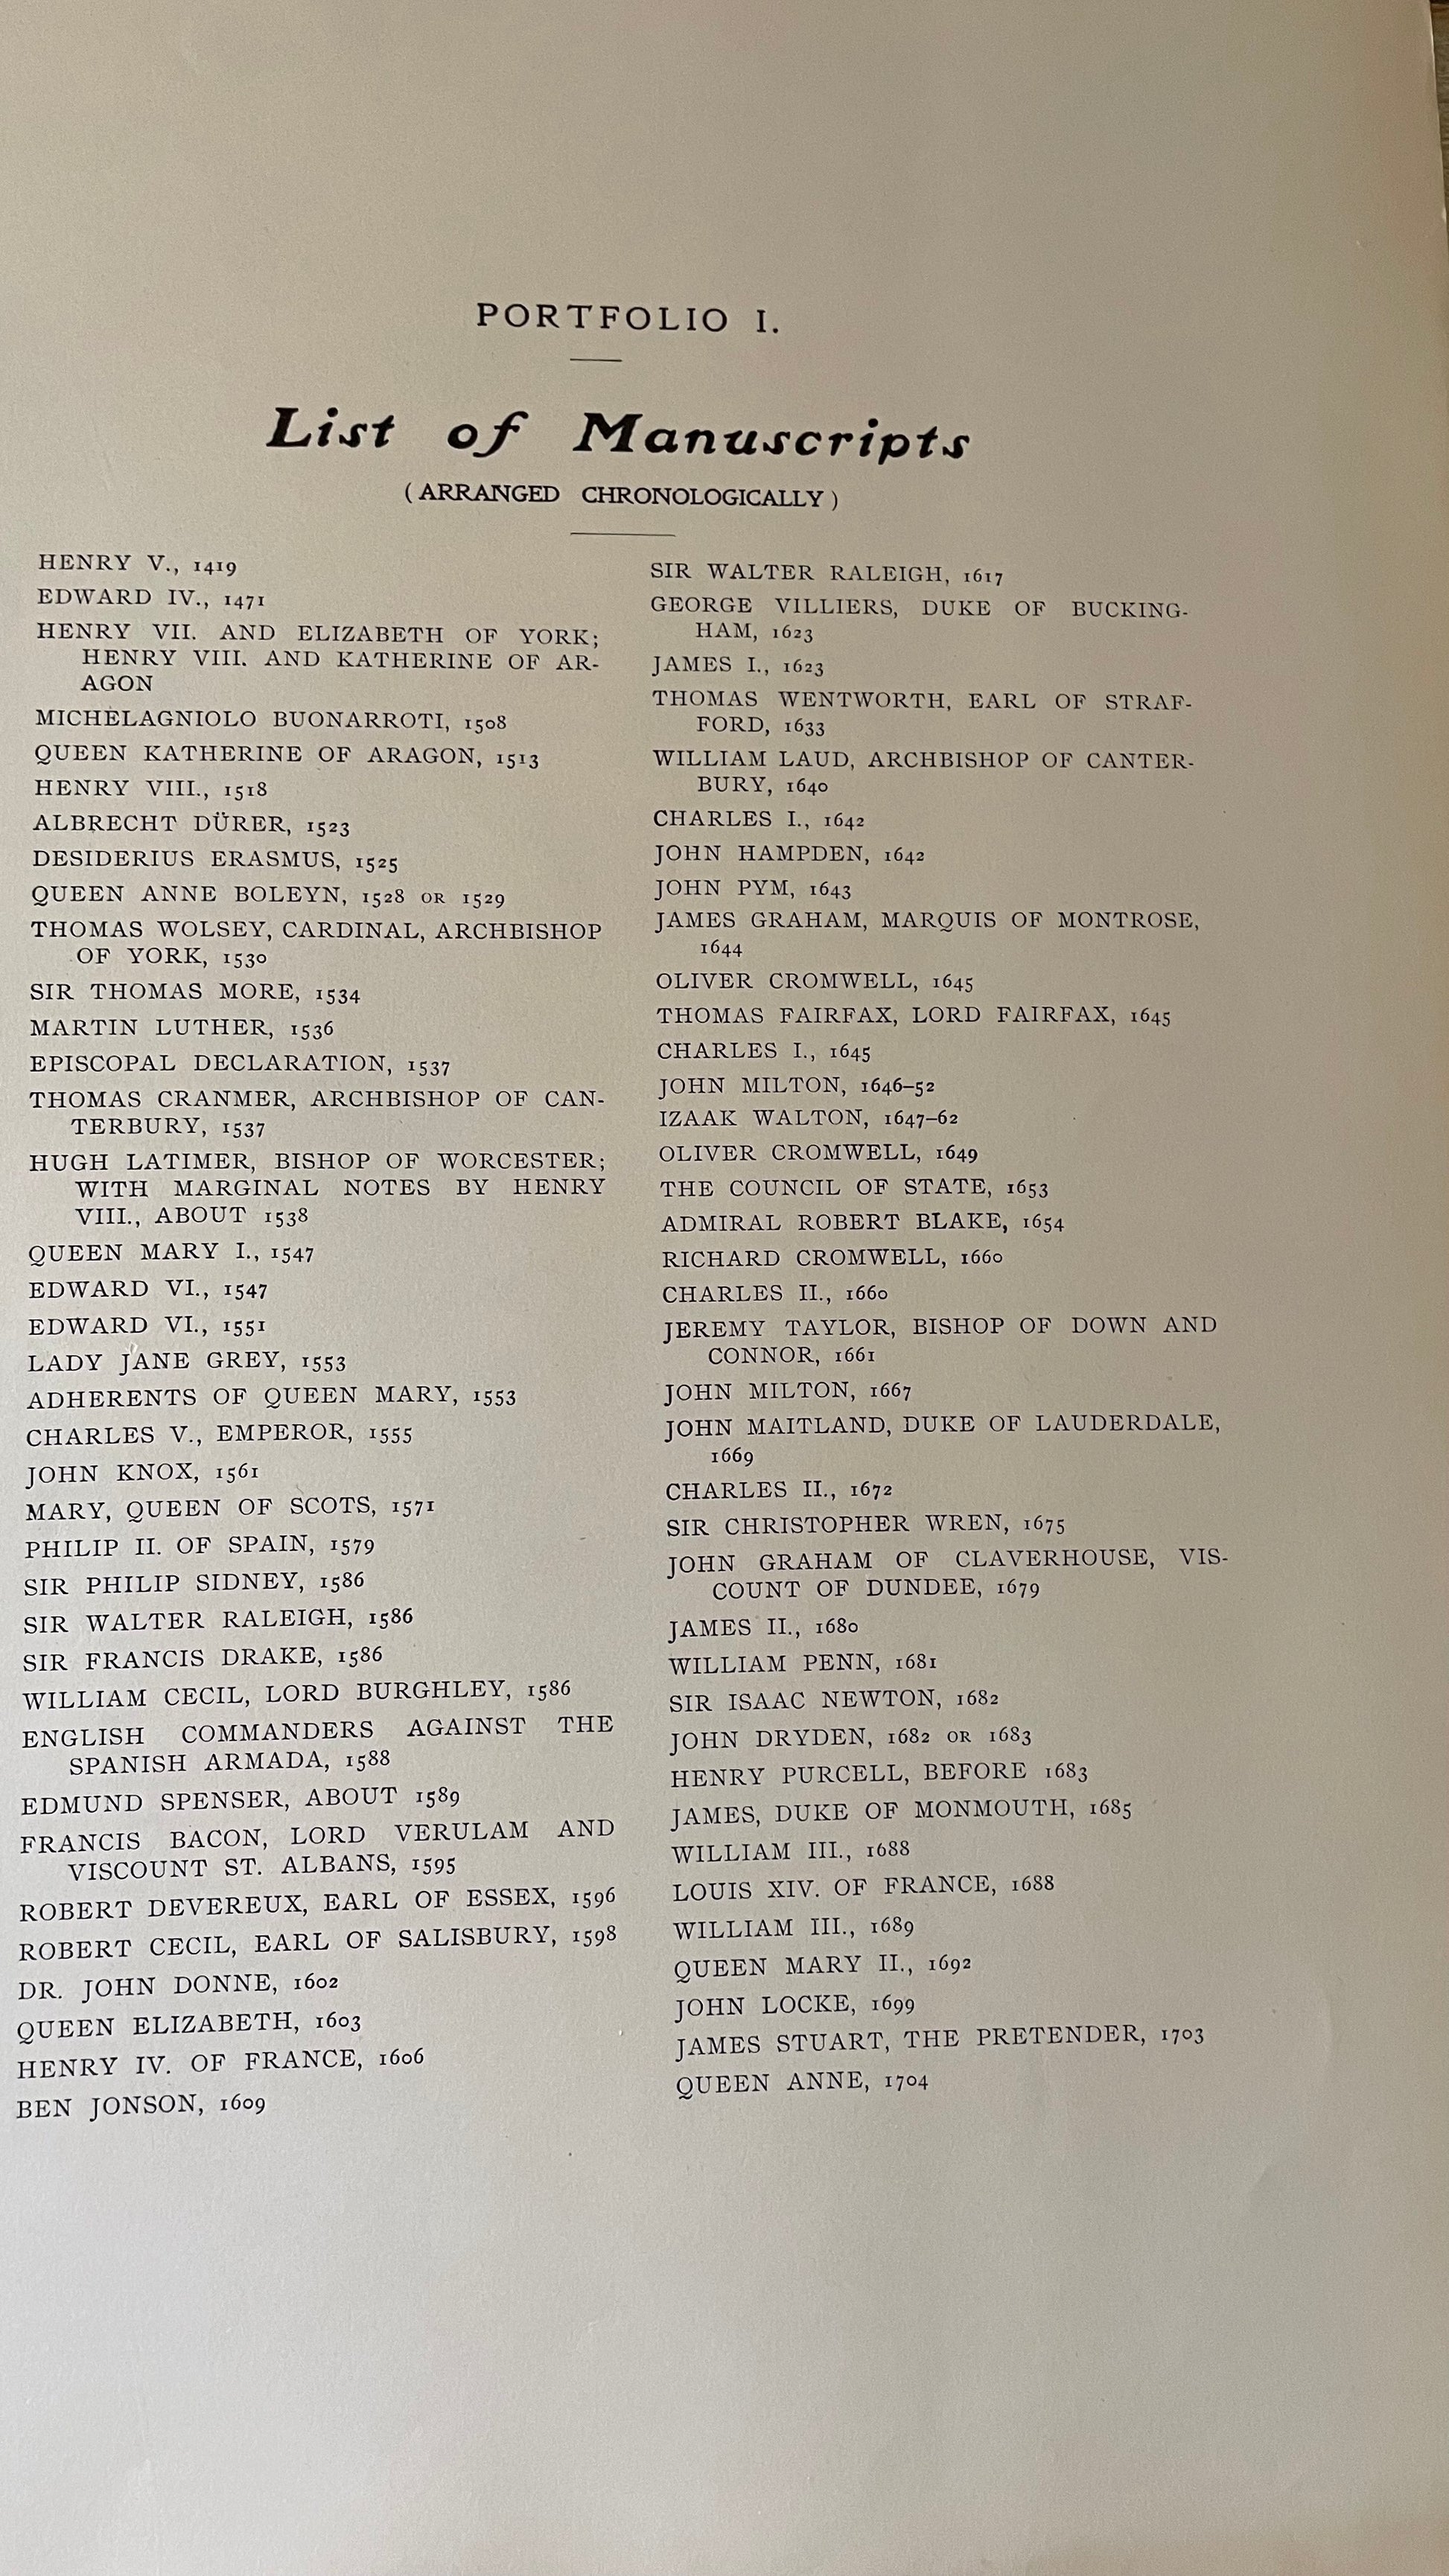 PORTFOLIO I.
List of Manuscripts
(ARRANGED CHRONOLOGICALLY)
HENRY V., 1419
EDWARD IV., 1471
HENRY VII. AND ELIZABETH OF YORK;
HENRY VIII. AND KATHERINE OF AR-
AGON
MICHELAGNIOLO BUONARROTI, 1508
QUEEN KATHERINE OF ARAGON, 1513
HENRY VIII., 1518
ALBRECHT DÜRER, 1523
DESIDERIUS ERASMUS, 1525
QUEEN ANNE BOLEYN, 1528 OR 1529
THOMAS WOLSEY, CARDINAL, ARCHBISHOP
OF YORK, 1530
SIR THOMAS MORE, 1534
MARTIN LUTHER, 1536
EPISCOPAL DECLARATION, 1537
THOMAS CRANMER, ARCHBISHOP OF CAN-
TERBURY, 1537
HUGH LATIMER, BISHOP OF WORCESTER;
WITH MARGINAL NOTES BY HENRY
VIII., ABOUT 1538
QUEEN MARY I., 1547
EDWARD VI., 1547
EDWARD VI., 1551
LADY JANE GREY, 1553
ADHERENTS OF QUEEN MARY, 1553
CHARLES V., EMPEROR, 1555
JOHN KNOX, 1561
MARY, QUEEN OF SCOTS, 1571
PHILIP II. OF SPAIN, 1579
SIR PHILIP SIDNEY, 1586
SIR WALTER RALEIGH, 1586
SIR FRANCIS DRAKE, 1586
WILLIAM CECIL, LORD BURGHLEY, 1586
ENGLISH COMMANDERS AGAINST THE
SPANISH ARMADA, 1588
EDMUND SPENSER, ABOUT 1589
FRANCIS BACON, LORD VERULAM AND
VISCOUNT ST. ALBANS, 1595
ROBERT DEVEREUX, EARL OF ESSEX, 1596
ROBERT CECIL, EARL OF SALISBURY, 1598
DR. JOHN DONNE, 1602
QUEEN ELIZABETH, 1603
HENRY IV. OF FRANCE, 1606
BEN JONSON, 1609
SIR WALTER RALEIGH, 1617
GEORGE VILLIERS, DUKE OF BUCKING-
HAM, 1623
JAMES I., 1623
THOMAS WENTWORTH, EARL OF STRAF-
FORD, 1633
WILLIAM LAUD, ARCHBISHOP OF CANTER-
BURY, 1640
CHARLES I., 1642
JOHN HAMPDEN, 1642
JOHN PYM, 1643
JAMES GRAHAM, MARQUIS OF MONTROSE,
1644
OLIVER CROMWELL, 1645
THOMAS FAIRFAX, LORD FAIRFAX, 1645
CHARLES I., 1645
JOHN MILTON, 1646–52
IZAAK WALTON, 1647–62
OLIVER CROMWELL, 1649
THE COUNCIL OF STATE, 1653
ADMIRAL ROBERT BLAKE, 1654
RICHARD CROMWELL, 1660
CHARLES II., 1660
JEREMY TAYLOR, BISHOP OF DOWN AND
CONNOR, 1661
JOHN MILTON, 1667
JOHN MAITLAND, DUKE OF LAUDERDALE,
1669
CHARLES II., 1672
SIR CHRISTOPHER WREN, 1675
JOHN GRAHAM OF CLAVERHOUSE, VIS-
COUNT OF DUNDEE, 1679
JAMES II., 1680
WILLIAM PENN, 1681
SIR ISAAC NEWTON, 1682
JOHN DRYDEN, 1682 OR 1683
HENRY PURCELL, BEFORE 1683
JAMES, DUKE OF MONMOUTH, 1685
WILLIAM III., 1688
LOUIS XIV. OF FRANCE, 1688
WILLIAM III., 1689
QUEEN MARY II., 1692
JOHN LOCKE, 1699
JAMES STUART, THE PRETENDER, 1703
QUEEN ANNE, 1704